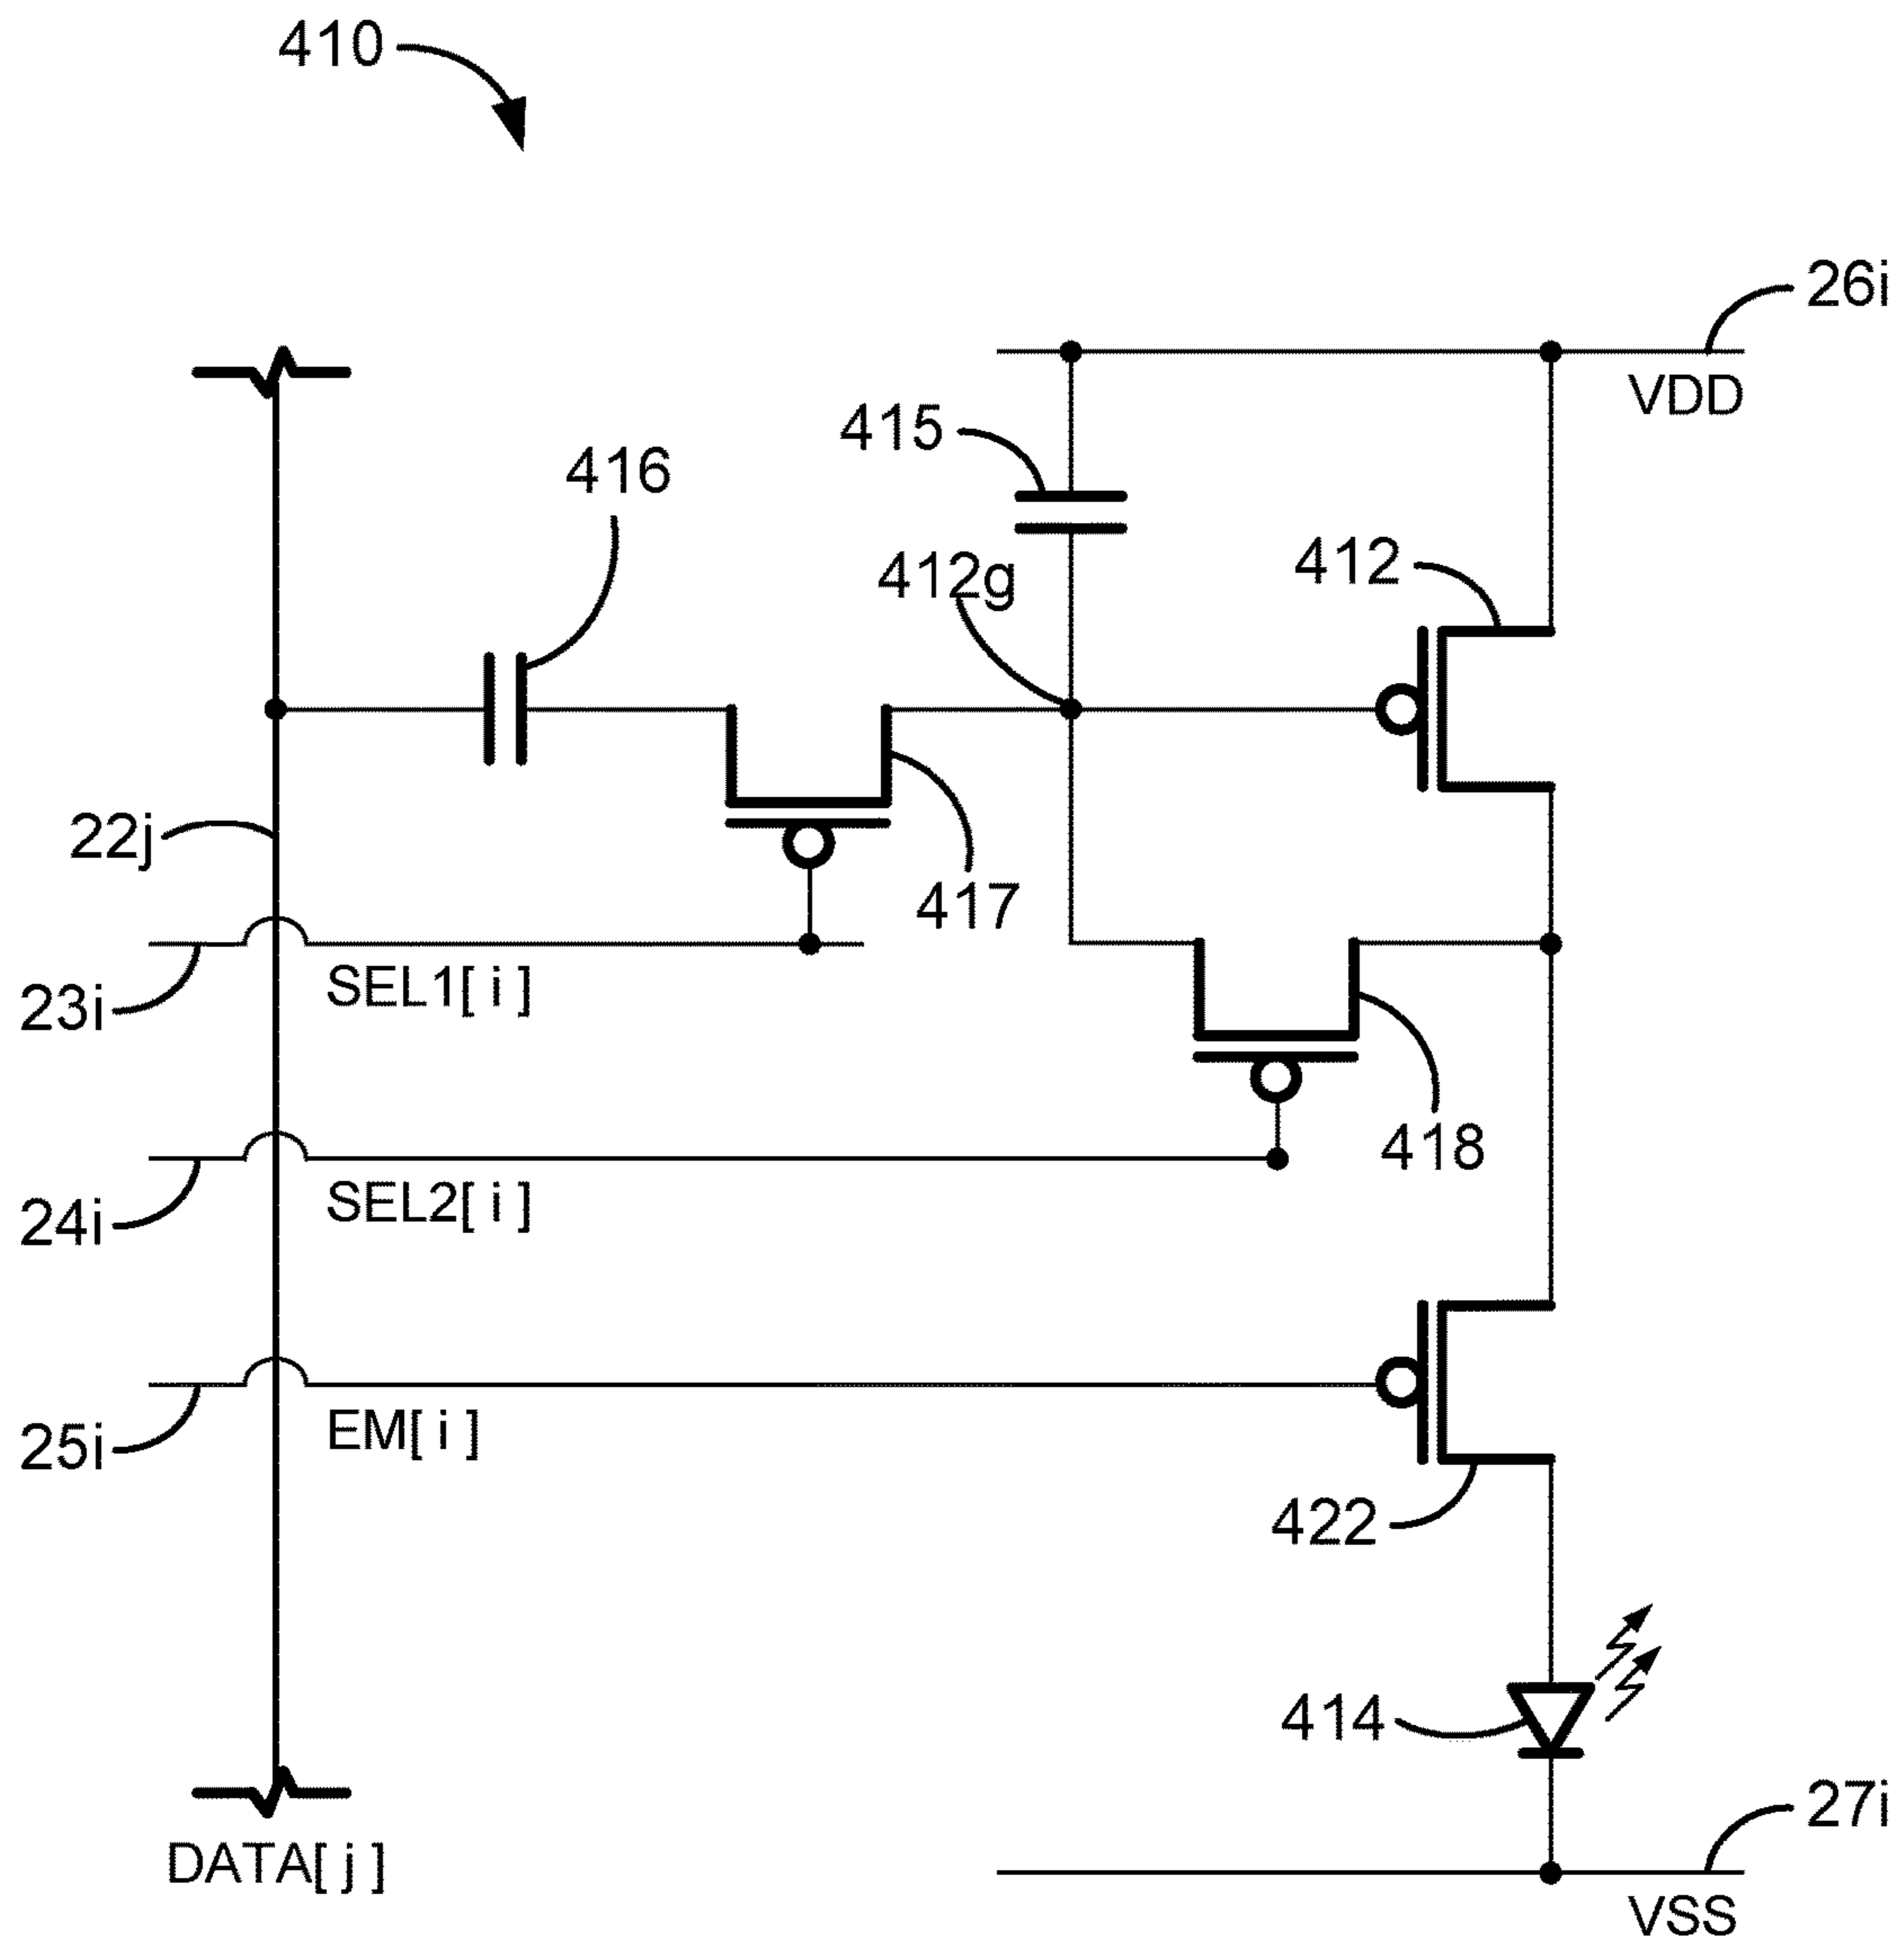 410
26i
VDD
415
416
412
412g
22j
417
SEL1[ i ]
23i
418
SEL2[ i ]
24i
EM[ i ]
25i
422
414
27i
DATA[ j ]
VSS